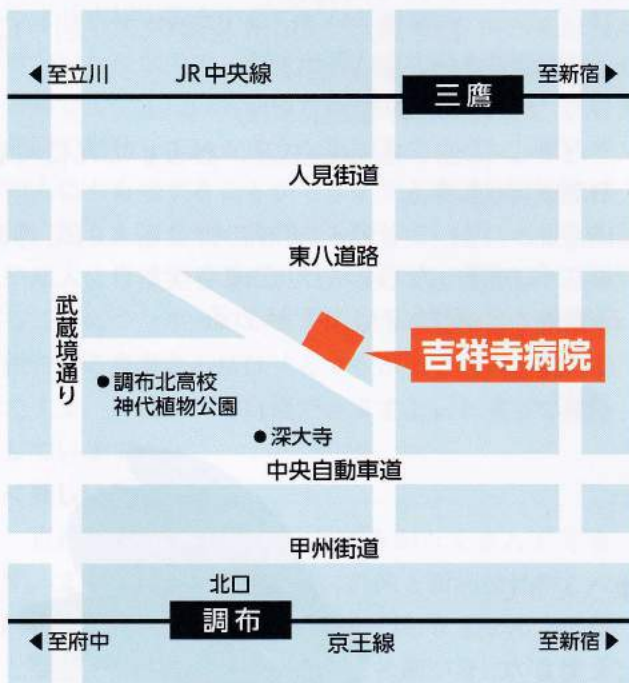 ◀至立川 JR中央線 至新宿▶
三鷹
人見街道
東八道路
武蔵境通り
吉祥寺病院
●調布北高校
神代植物公園
●深大寺
中央自動車道
甲州街道
北口
調布
◀至府中 京王線 至新宿▶